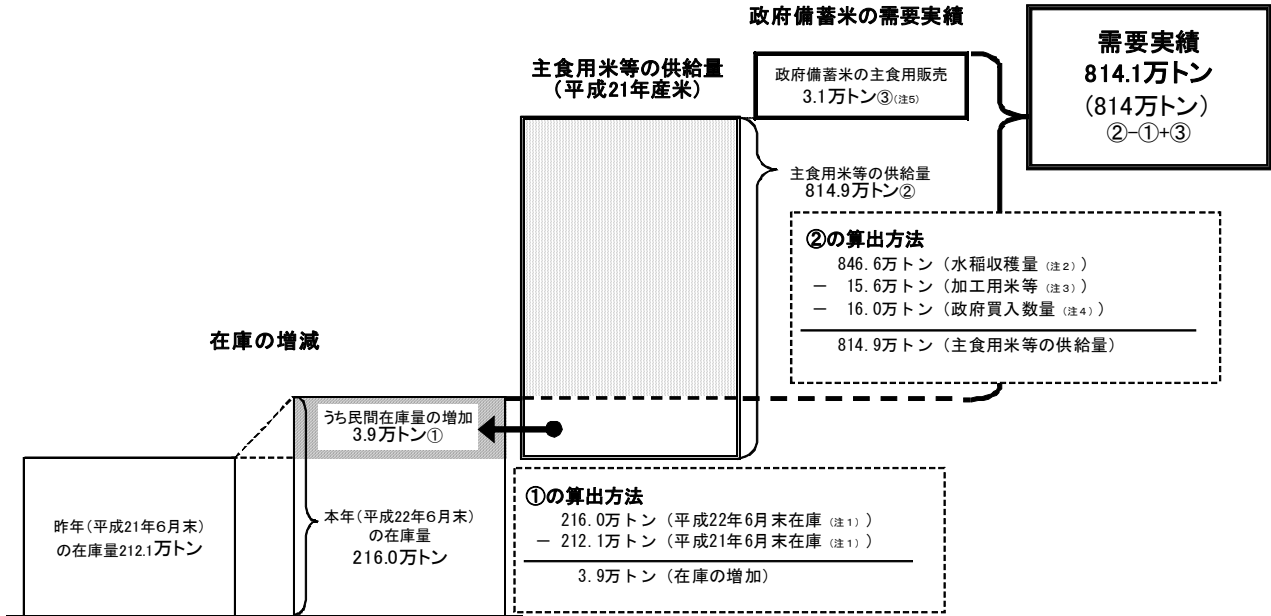 政府備蓄米の需要実績
需要実績
814.1万トン
(814万トン)
②-①+③
政府備蓄米の主食用販売
3.1万トン③(注5)
主食用米等の供給量
(平成21年産米)
主食用米等の供給量
814.9万トン②
②の算出方法
846.6万トン（水稲収穫量（注2））
－ 15.6万トン（加工用米等（注3））
－ 16.0万トン（政府買入数量（注4））
814.9万トン（主食用米等の供給量）
在庫の増減
うち民間在庫量の増加
3.9万トン①
昨年(平成21年6月末)
の在庫量212.1万トン
本年(平成22年6月末)
の在庫量
216.0万トン
①の算出方法
216.0万トン（平成22年6月末在庫（注1））
－ 212.1万トン（平成21年6月末在庫（注1））
3.9万トン（在庫の増加）